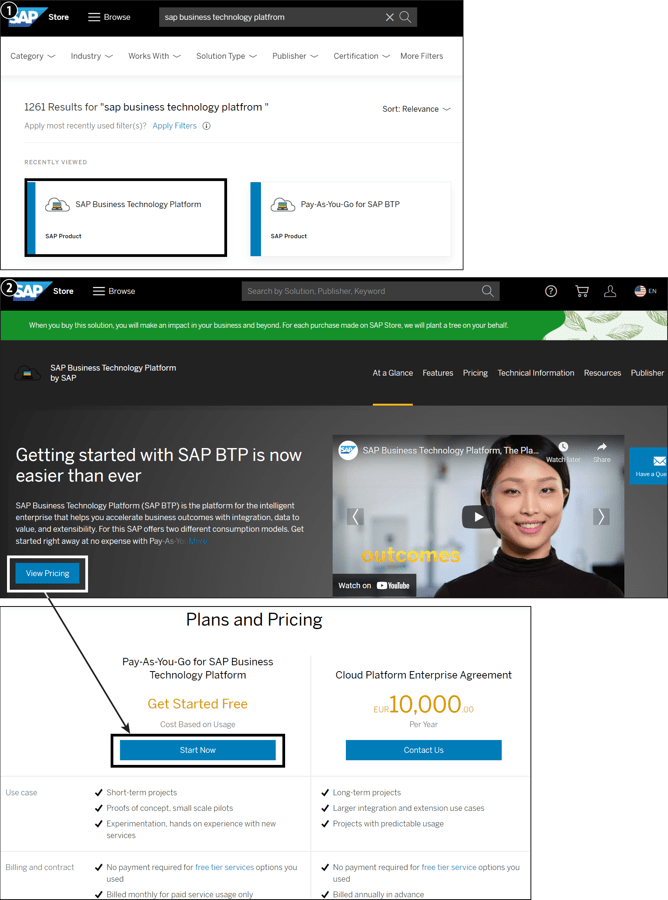 1
SAP Store Browse sap business technology platfrom
Category Industry Works With Solution Type Publisher Certification More Filters
1261 Results for "sap business technology platfrom " Sort: Relevance
Apply most recently used filter(s)? Apply Filters
RECENTLY VIEWED
SAP Business Technology Platform
SAP Product
Pay-As-You-Go for SAP BTP
SAP Product
2
SAP Store Browse Search by Solution, Publisher, Keyword EN
When you buy this solution, you will make an impact in your business and beyond. For each purchase made on SAP Store, we will plant a tree on your behalf.
SAP Business Technology Platform
by SAP
At a Glance Features Pricing Technical Information Resources Publisher
Getting started with SAP BTP is now
easier than ever
SAP Business Technology Platform (SAP BTP) is the platform for the intelligent
enterprise that helps you accelerate business outcomes with integration, data to
value, and extensibility. For this SAP offers two different consumption models. Get
started right away at no expense with Pay-As-You More
View Pricing
SAP SAP Business Technology Platform, The Pla...
Watch later Share
outcomes
Watch on YouTube
Have a Que
Plans and Pricing
Pay-As-You-Go for SAP Business
Technology Platform
Get Started Free
Cost Based on Usage
Start Now
Cloud Platform Enterprise Agreement
EUR10,000.00
Per Year
Contact Us
Use case
Short-term projects
Proofs of concept, small scale pilots
Experimentation, hands on experience with new
services
Long-term projects
Larger integration and extension use cases
Projects with predictable usage
Billing and contract
No payment required for free tier services options you
used
Billed monthly for paid service usage only
No payment required for free tier service options you
used
Billed annually in advance